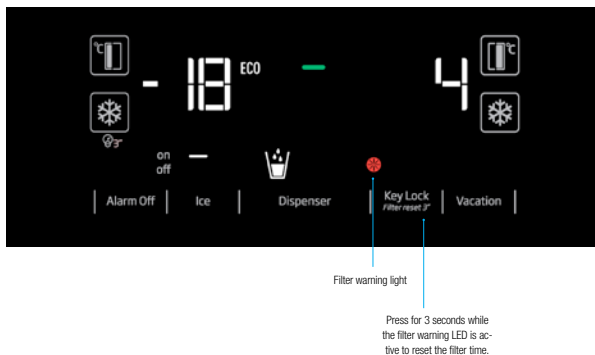 °C
°C
- 18
ECO
4
3"
on
off
Alarm Off
Ice
Dispenser
Key Lock
Filter reset 3"
Vacation
Filter warning light
Press for 3 seconds while
the filter warning LED is ac-
tive to reset the filter time.